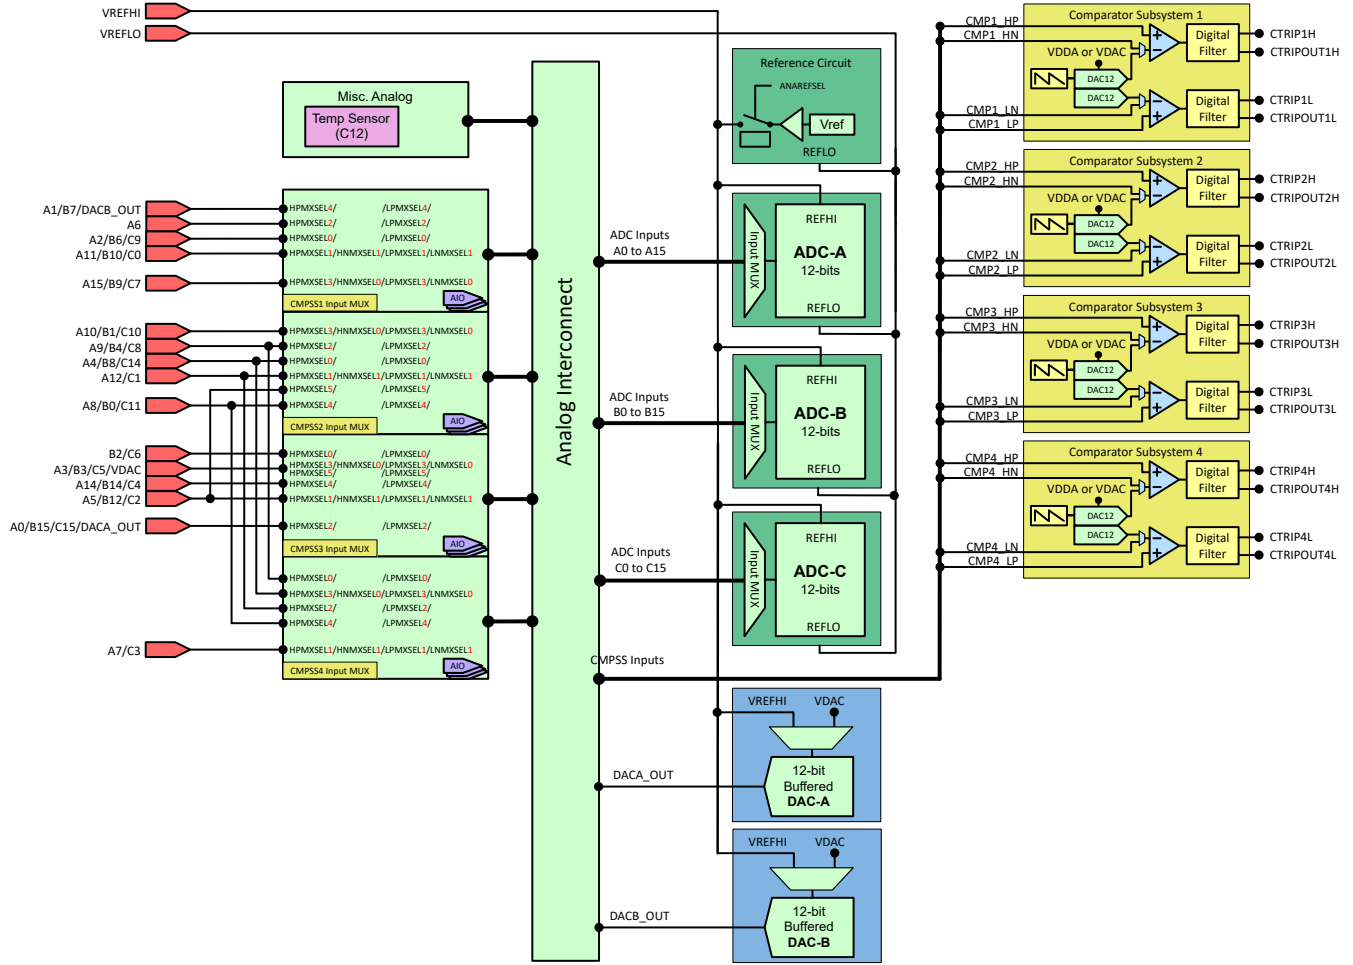 VREFHI
VREFLO
Misc. Analog
Temp Sensor
(C12)
A1/B7/DACB_OUT
A6
A2/B6/C9
A11/B10/C0
A15/B9/C7
HPMXSEL4/ /LPMXSEL4/
HPMXSEL2/ /LPMXSEL2/
HPMXSEL0/ /LPMXSEL0/
HPMXSEL1/HNMXSEL1/LPMXSEL1/LNMXSEL1
HPMXSEL3/HNMXSEL0/LPMXSEL3/LNMXSEL0
CMPSS1 Input MUX
AIO
A10/B1/C10
A9/B4/C8
A4/B8/C14
A12/C1
A8/B0/C11
HPMXSEL3/HNMXSEL0/LPMXSEL3/LNMXSEL0
HPMXSEL2/ /LPMXSEL2/
HPMXSEL0/ /LPMXSEL0/
HPMXSEL1/HNMXSEL1/LPMXSEL1/LNMXSEL1
HPMXSEL5/ /LPMXSEL5/
HPMXSEL4/ /LPMXSEL4/
CMPSS2 Input MUX
AIO
B2/C6
A3/B3/C5/VDAC
A14/B14/C4
A5/B12/C2
A0/B15/C15/DACA_OUT
HPMXSEL0/ /LPMXSEL0/
HPMXSEL3/HNMXSEL0/LPMXSEL3/LNMXSEL0
HPMXSEL5/ /LPMXSEL5/
HPMXSEL4/ /LPMXSEL4/
HPMXSEL1/HNMXSEL1/LPMXSEL1/LNMXSEL1
HPMXSEL2/ /LPMXSEL2/
CMPSS3 Input MUX
AIO
HPMXSEL0/ /LPMXSEL0/
HPMXSEL3/HNMXSEL0/LPMXSEL3/LNMXSEL0
HPMXSEL2/ /LPMXSEL2/
HPMXSEL4/ /LPMXSEL4/
A7/C3
HPMXSEL1/HNMXSEL1/LPMXSEL1/LNMXSEL1
CMPSS4 Input MUX
AIO
Analog Interconnect
Reference Circuit
ANAREFSEL
Vref
REFLO
ADC Inputs
A0 to A15
Input MUX
REFHI
ADC-A
12-bits
REFLO
ADC Inputs
B0 to B15
Input MUX
REFHI
ADC-B
12-bits
REFLO
ADC Inputs
C0 to C15
Input MUX
REFHI
ADC-C
12-bits
REFLO
CMPSS Inputs
VREFHI VDAC
12-bit
Buffered
DAC-A
DACA_OUT
VREFHI VDAC
12-bit
Buffered
DAC-B
DACB_OUT
Comparator Subsystem 1
CMP1_HP
CMP1_HN
VDDA or VDAC
DAC12
DAC12
CMP1_LN
CMP1_LP
Digital
Filter
Digital
Filter
CTRIP1H
CTRIPOUT1H
CTRIP1L
CTRIPOUT1L
Comparator Subsystem 2
CMP2_HP
CMP2_HN
VDDA or VDAC
DAC12
DAC12
CMP2_LN
CMP2_LP
Digital
Filter
Digital
Filter
CTRIP2H
CTRIPOUT2H
CTRIP2L
CTRIPOUT2L
Comparator Subsystem 3
CMP3_HP
CMP3_HN
VDDA or VDAC
DAC12
DAC12
CMP3_LN
CMP3_LP
Digital
Filter
Digital
Filter
CTRIP3H
CTRIPOUT3H
CTRIP3L
CTRIPOUT3L
Comparator Subsystem 4
CMP4_HP
CMP4_HN
VDDA or VDAC
DAC12
DAC12
CMP4_LN
CMP4_LP
Digital
Filter
Digital
Filter
CTRIP4H
CTRIPOUT4H
CTRIP4L
CTRIPOUT4L